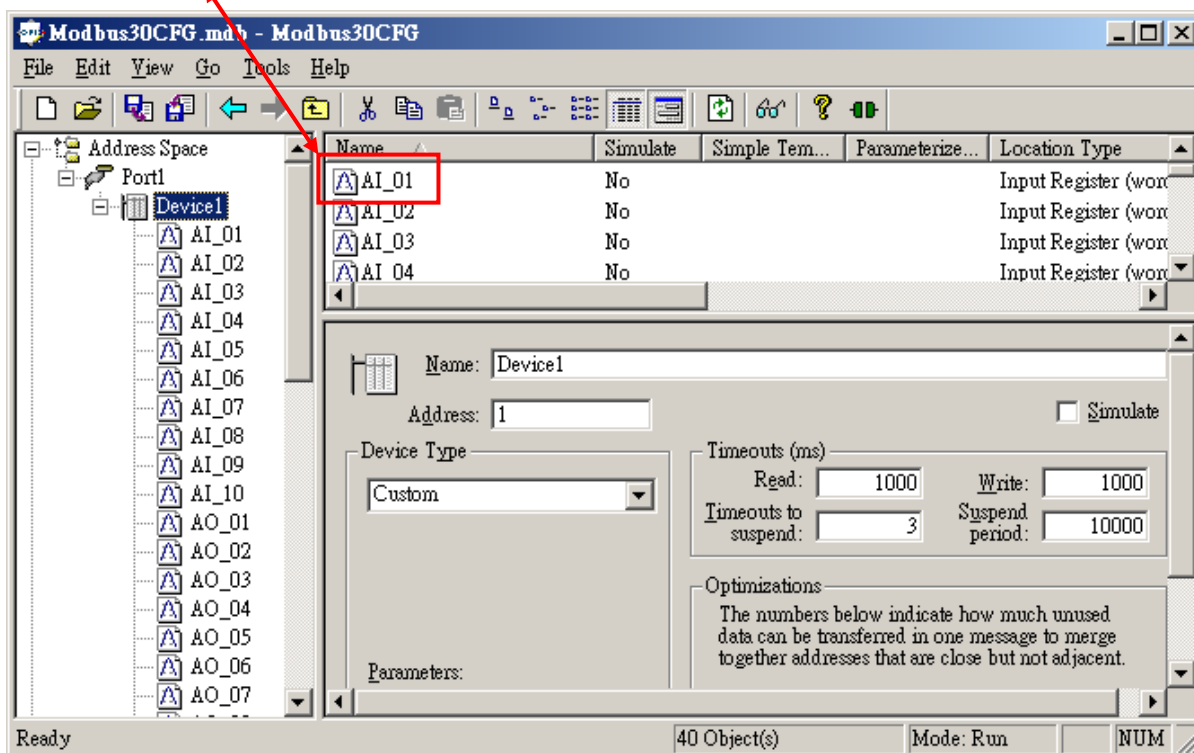 Modbus30CFG.mdb - Modbus30CFG
File Edit View Go Tools Help
Address Space
Port1
Device1
AI_01
AI_02
AI_03
AI_04
AI_05
AI_06
AI_07
AI_08
AI_09
AI_10
AO_01
AO_02
AO_03
AO_04
AO_05
AO_06
AO_07
Name Simulate Simple Tem... Parameterize... Location Type
AI_01 No Input Register (word
AI_02 No Input Register (word
AI_03 No Input Register (word
AI_04 No Input Register (word
Name: Device1
Address: 1
Simulate
Device Type
Custom
Parameters:
Timeouts (ms)
Read: 1000 Write: 1000
Timeouts to suspend: 3 Suspend period: 10000
Optimizations
The numbers below indicate how much unused
data can be transferred in one message to merge
together addresses that are close but not adjacent.
Ready 40 Object(s) Mode: Run NUM